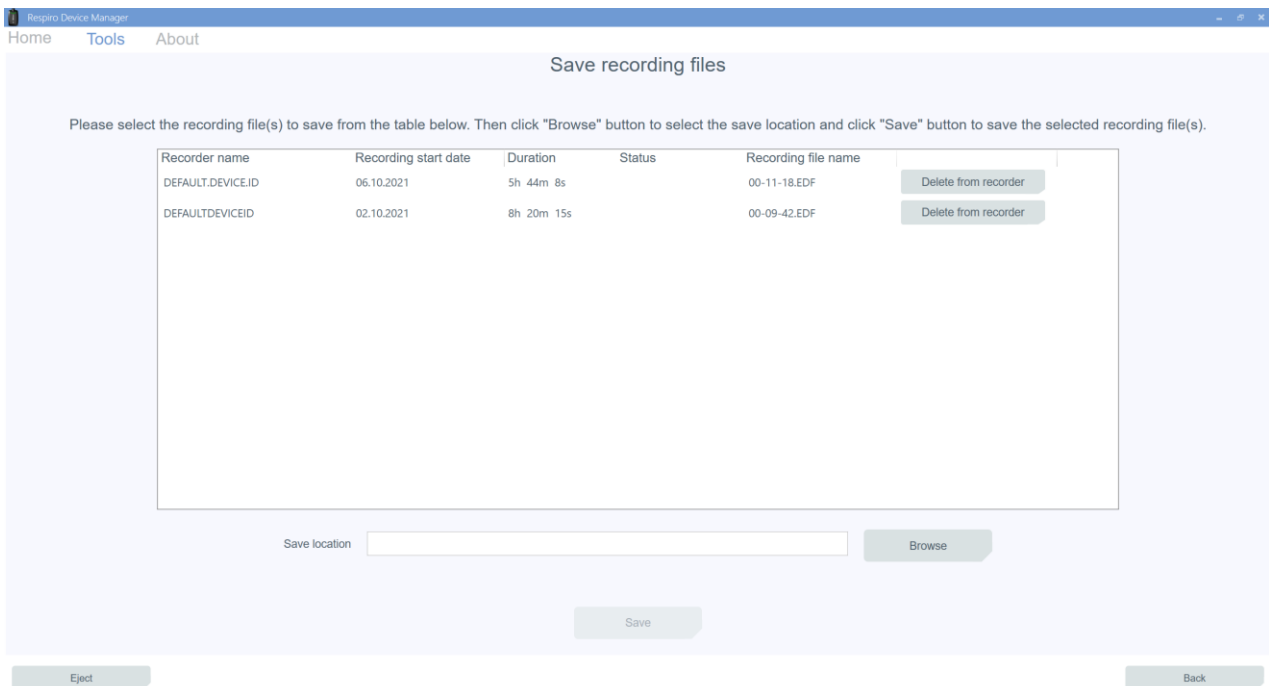 Respiro Device Manager
Home Tools About
Save recording files
Please select the recording file(s) to save from the table below. Then click "Browse" button to select the save location and click "Save" button to save the selected recording file(s).
Recorder name Recording start date Duration Status Recording file name
DEFAULT.DEVICE.ID 06.10.2021 5h 44m 8s 00-11-18.EDF Delete from recorder
DEFAULTDEVICEID 02.10.2021 8h 20m 15s 00-09-42.EDF Delete from recorder
Save location Browse
Save
Eject Back